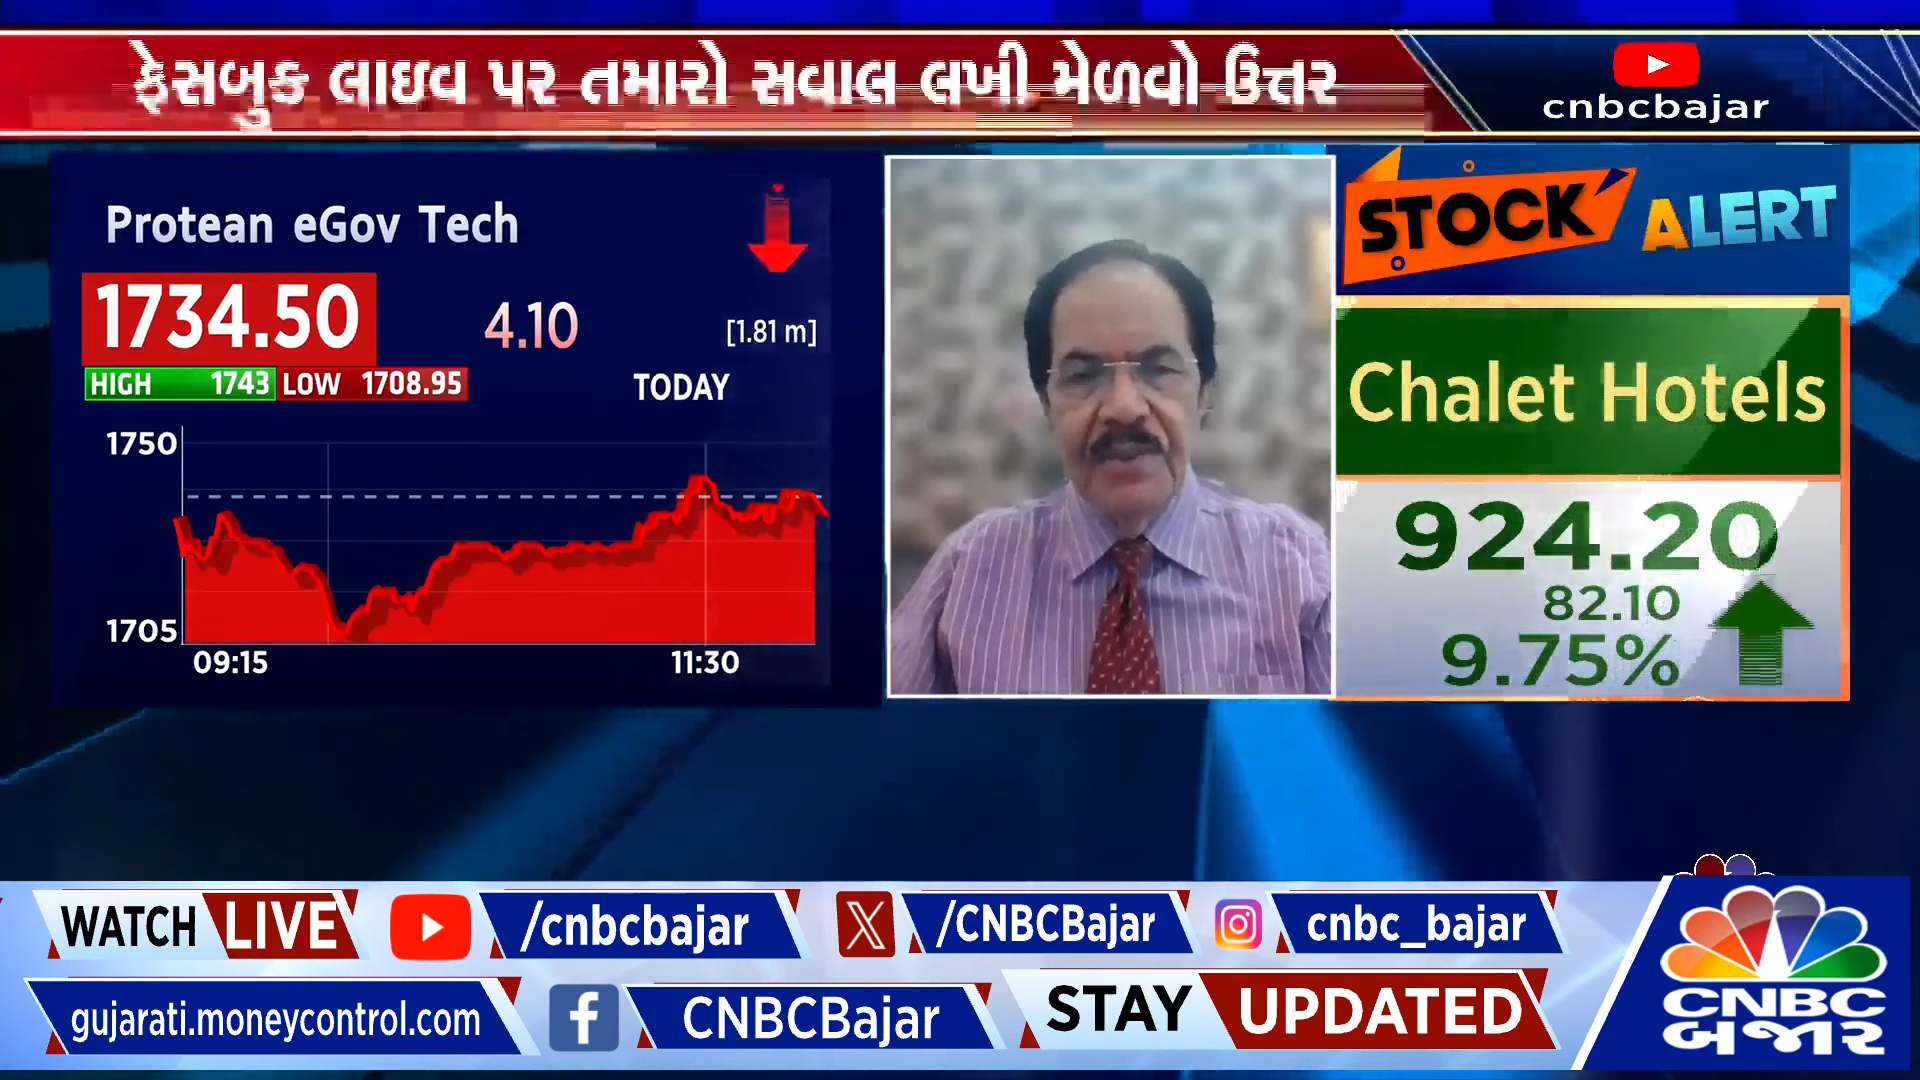 ફેસબુક લાઇવ પર તમારો સવાલ લખી મેળવો ઉત્તર
cnbcbajar
Protean eGov Tech
1734.50
4.10
[1.81 m]
HIGH 1743 LOW 1708.95
TODAY
1750
1705
09:15
11:30
STOCK ALERT
Chalet Hotels
924.20
82.10
9.75%
WATCH LIVE
/cnbcbajar
/CNBCBajar
cnbc_bajar
gujarati.moneycontrol.com
CNBCBajar
STAY UPDATED
CNBC
બજાર